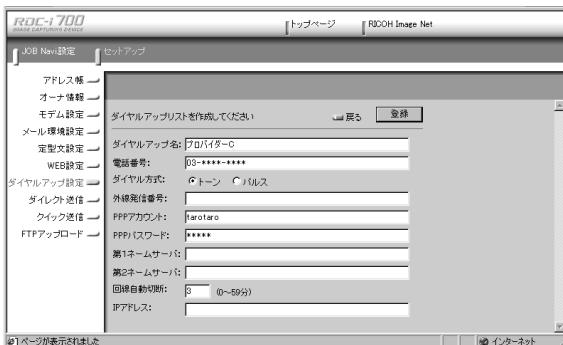 RDC-i 700
IMAGE CAPTURING DEVICE
トップページ
RICOH Image Net
JOB Navi設定
セットアップ
アドレス帳
オーナ情報
モデム設定
メール環境設定
定型文設定
WEB設定
ダイヤルアップ設定
ダイレクト送信
クイック送信
FTPアップロード
ダイヤルアップリストを作成してください
戻る
登録
ダイヤルアップ名: プロバイダーC
電話番号: 03-****-****
ダイヤル方式: トーン パルス
外線発信番号:
PPPアカウント: tarotaro
PPPパスワード: *****
第1ネームサーバ:
第2ネームサーバ:
回線自動切断: 3 (0～59分)
IPアドレス:
ページが表示されました
インターネット